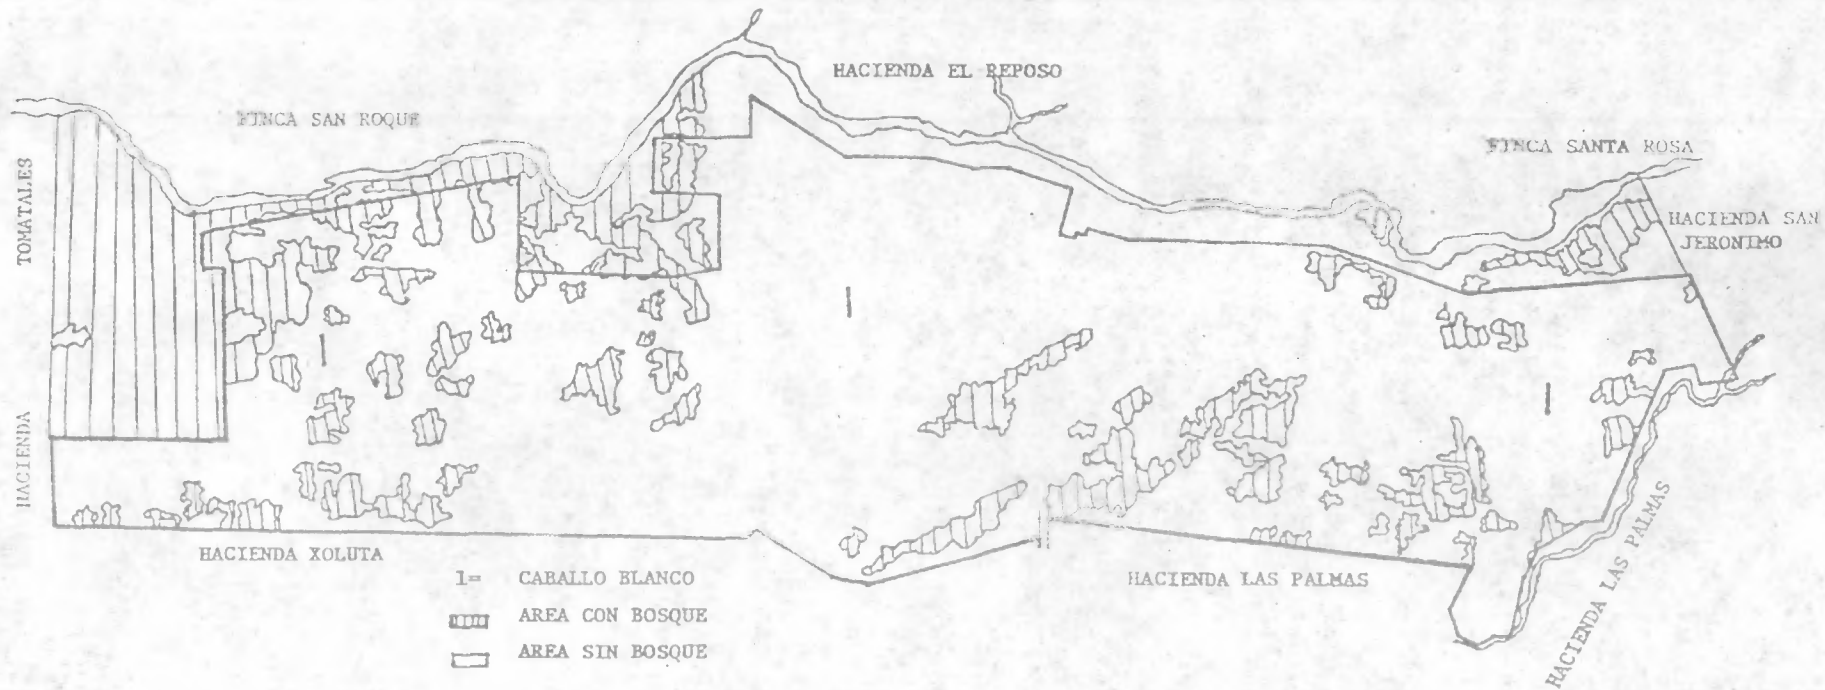 HACIENDA EL REPOSO
FINCA SAN ROQUE
FINCA SANTA ROSA
HACIENDA TOMATALES
HACIENDA SAN
JERONIMO
HACIENDA XOLUTA
HACIENDA LAS PALMAS
HACIENDA LAS PALMAS
1= CABALLO BLANCO
AREA CON BOSQUE
AREA SIN BOSQUE